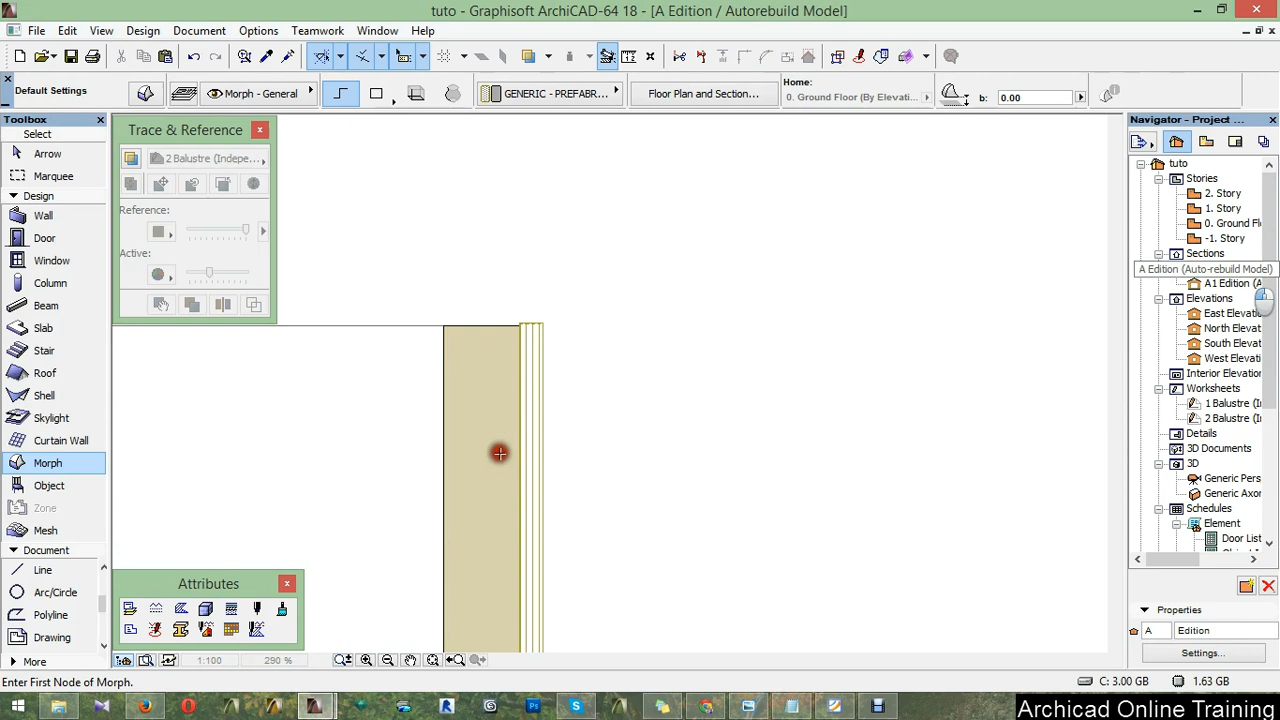 tuto - Graphisoft ArchiCAD-64 18 - [A Edition / Autorebuild Model]
File Edit View Design Document Options Teamwork Window Help
Default Settings
Morph - General
GENERIC - PREFABR...
Floor Plan and Section...
Home:
0. Ground Floor (By Elevati...
b: 0.00
Toolbox
Select
Arrow
Marquee
Design
Wall
Door
Window
Column
Beam
Slab
Stair
Roof
Shell
Skylight
Curtain Wall
Morph
Object
Zone
Mesh
Document
Line
Arc/Circle
Polyline
Drawing
More
Trace & Reference
2 Balustre (Indepe...
Reference:
Active:
Attributes
Navigator - Project ...
tuto
Stories
2. Story
1. Story
0. Ground Fl
-1. Story
Sections
A Edition (Auto-rebuild Model)
A1 Edition (A
Elevations
East Elevati
North Elevati
South Elevati
West Elevati
Interior Elevation
Worksheets
1 Balustre (I
2 Balustre (I
Details
3D Documents
3D
Generic Pers
Generic Axon
Schedules
Element
Door List
Properties
A Edition
Settings...
1:100 290 %
Enter First Node of Morph.
C: 3.00 GB 1.63 GB
Archicad Online Training